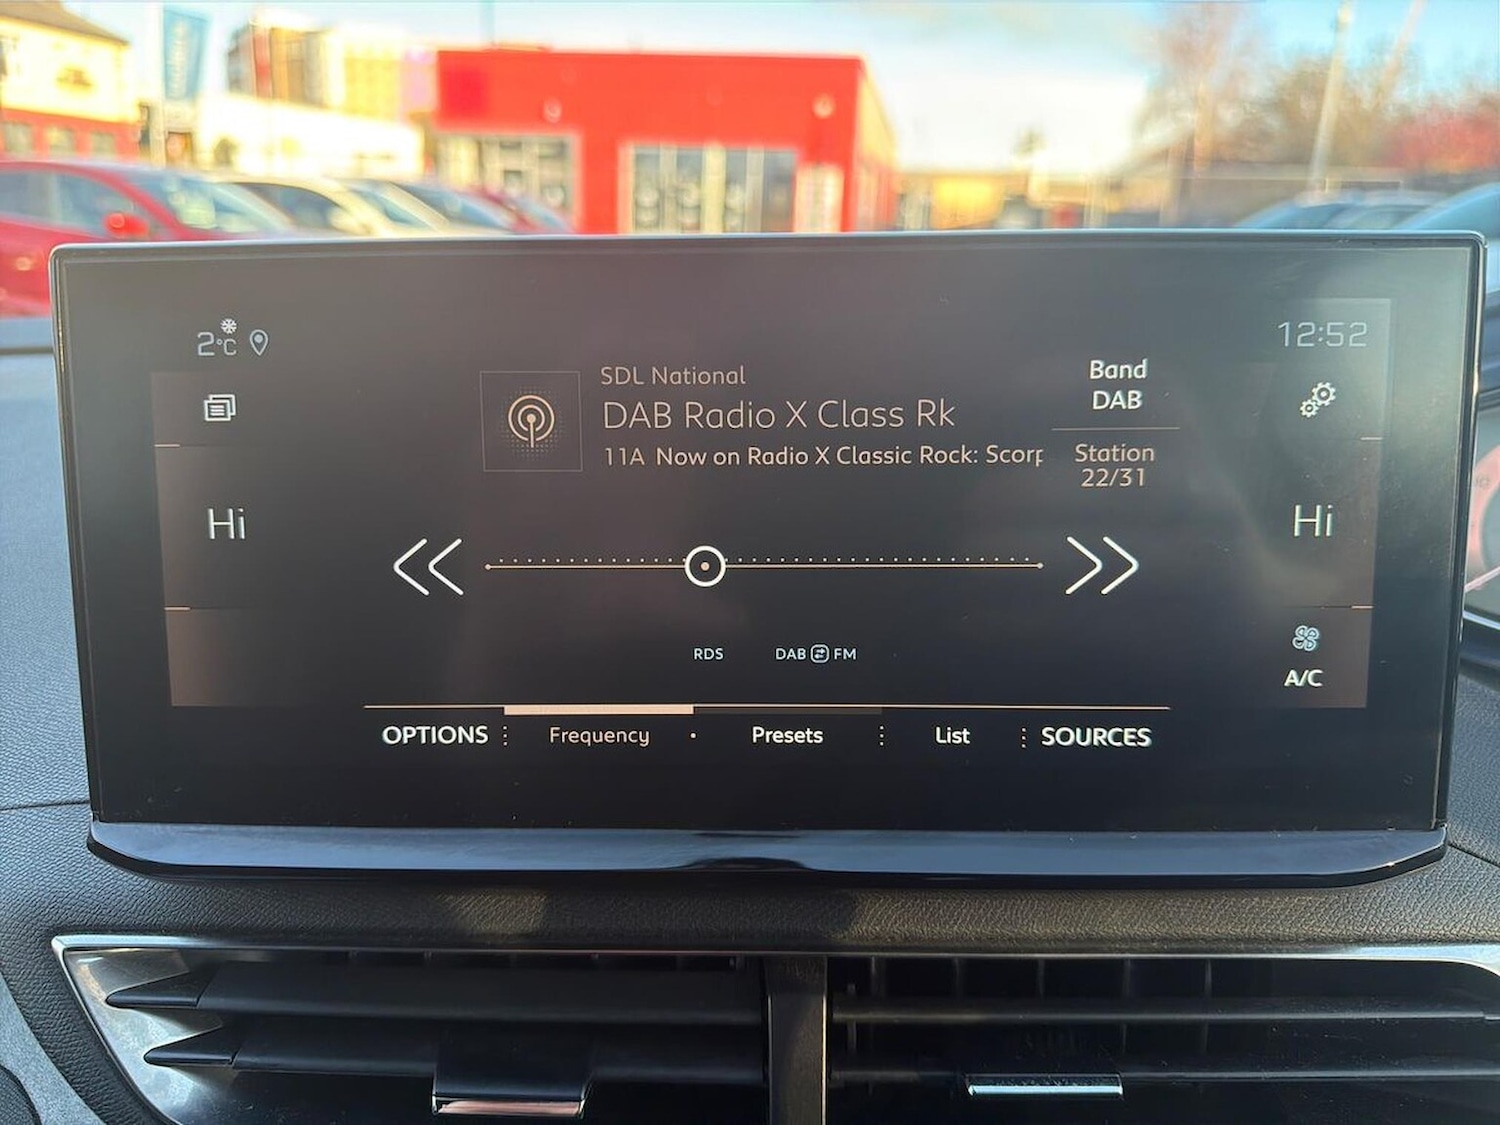 2°C
12:52
SDL National
DAB Radio X Class Rk
11A Now on Radio X Classic Rock: Scorp
Band
DAB
Station
22/31
Hi
Hi
RDS
DAB FM
A/C
OPTIONS Frequency Presets List SOURCES